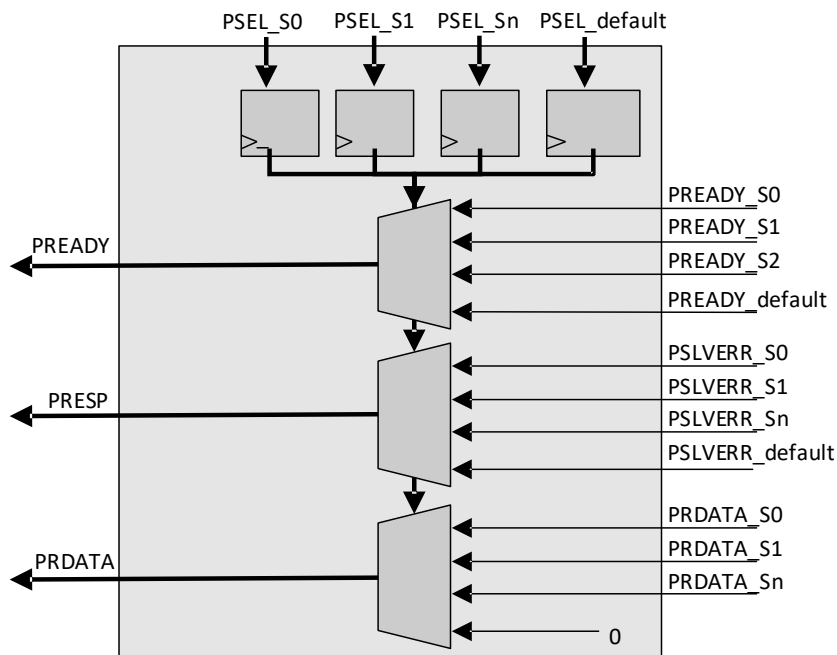 PSEL_S0 PSEL_S1 PSEL_Sn PSEL_default
PREADY_S0
PREADY_S1
PREADY
PREADY_S2
PREADY_default
PSLVERR_S0
PSLVERR_S1
PRESP
PSLVERR_Sn
PSLVERR_default
PRDATA_S0
PRDATA_S1
PRDATA
PRDATA_Sn
0